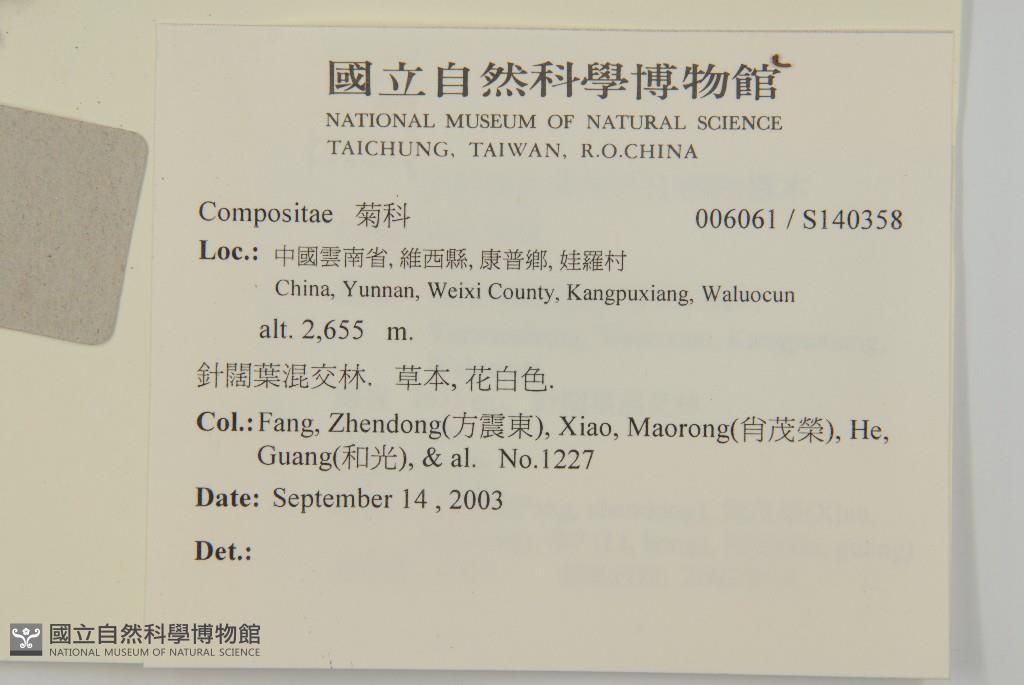 國立自然科學博物館
NATIONAL MUSEUM OF NATURAL SCIENCE
TAICHUNG, TAIWAN, R.O.CHINA
Compositae 菊科 006061 / S140358
Loc.: 中國雲南省, 維西縣, 康普鄉, 娃羅村
China, Yunnan, Weixi County, Kangpuxiang, Waluocun
alt. 2,655 m.
針闊葉混交林. 草本, 花白色.
Col.: Fang, Zhendong(方震東), Xiao, Maorong(肖茂榮), He,
Guang(和光), & al. No.1227
Date: September 14 , 2003
Det.:
國立自然科學博物館
NATIONAL MUSEUM OF NATURAL SCIENCE